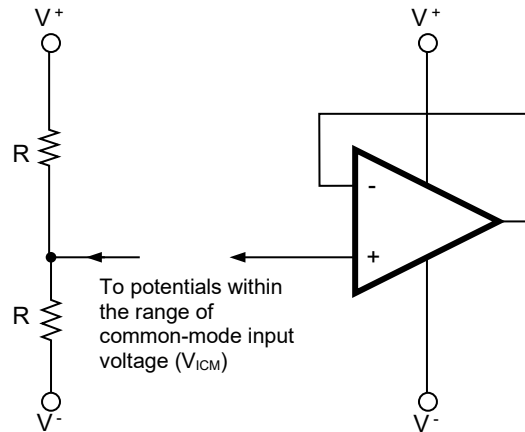 V+
V+
R
-
+
R
To potentials within
the range of
common-mode input
voltage (VICM)
V-
V-